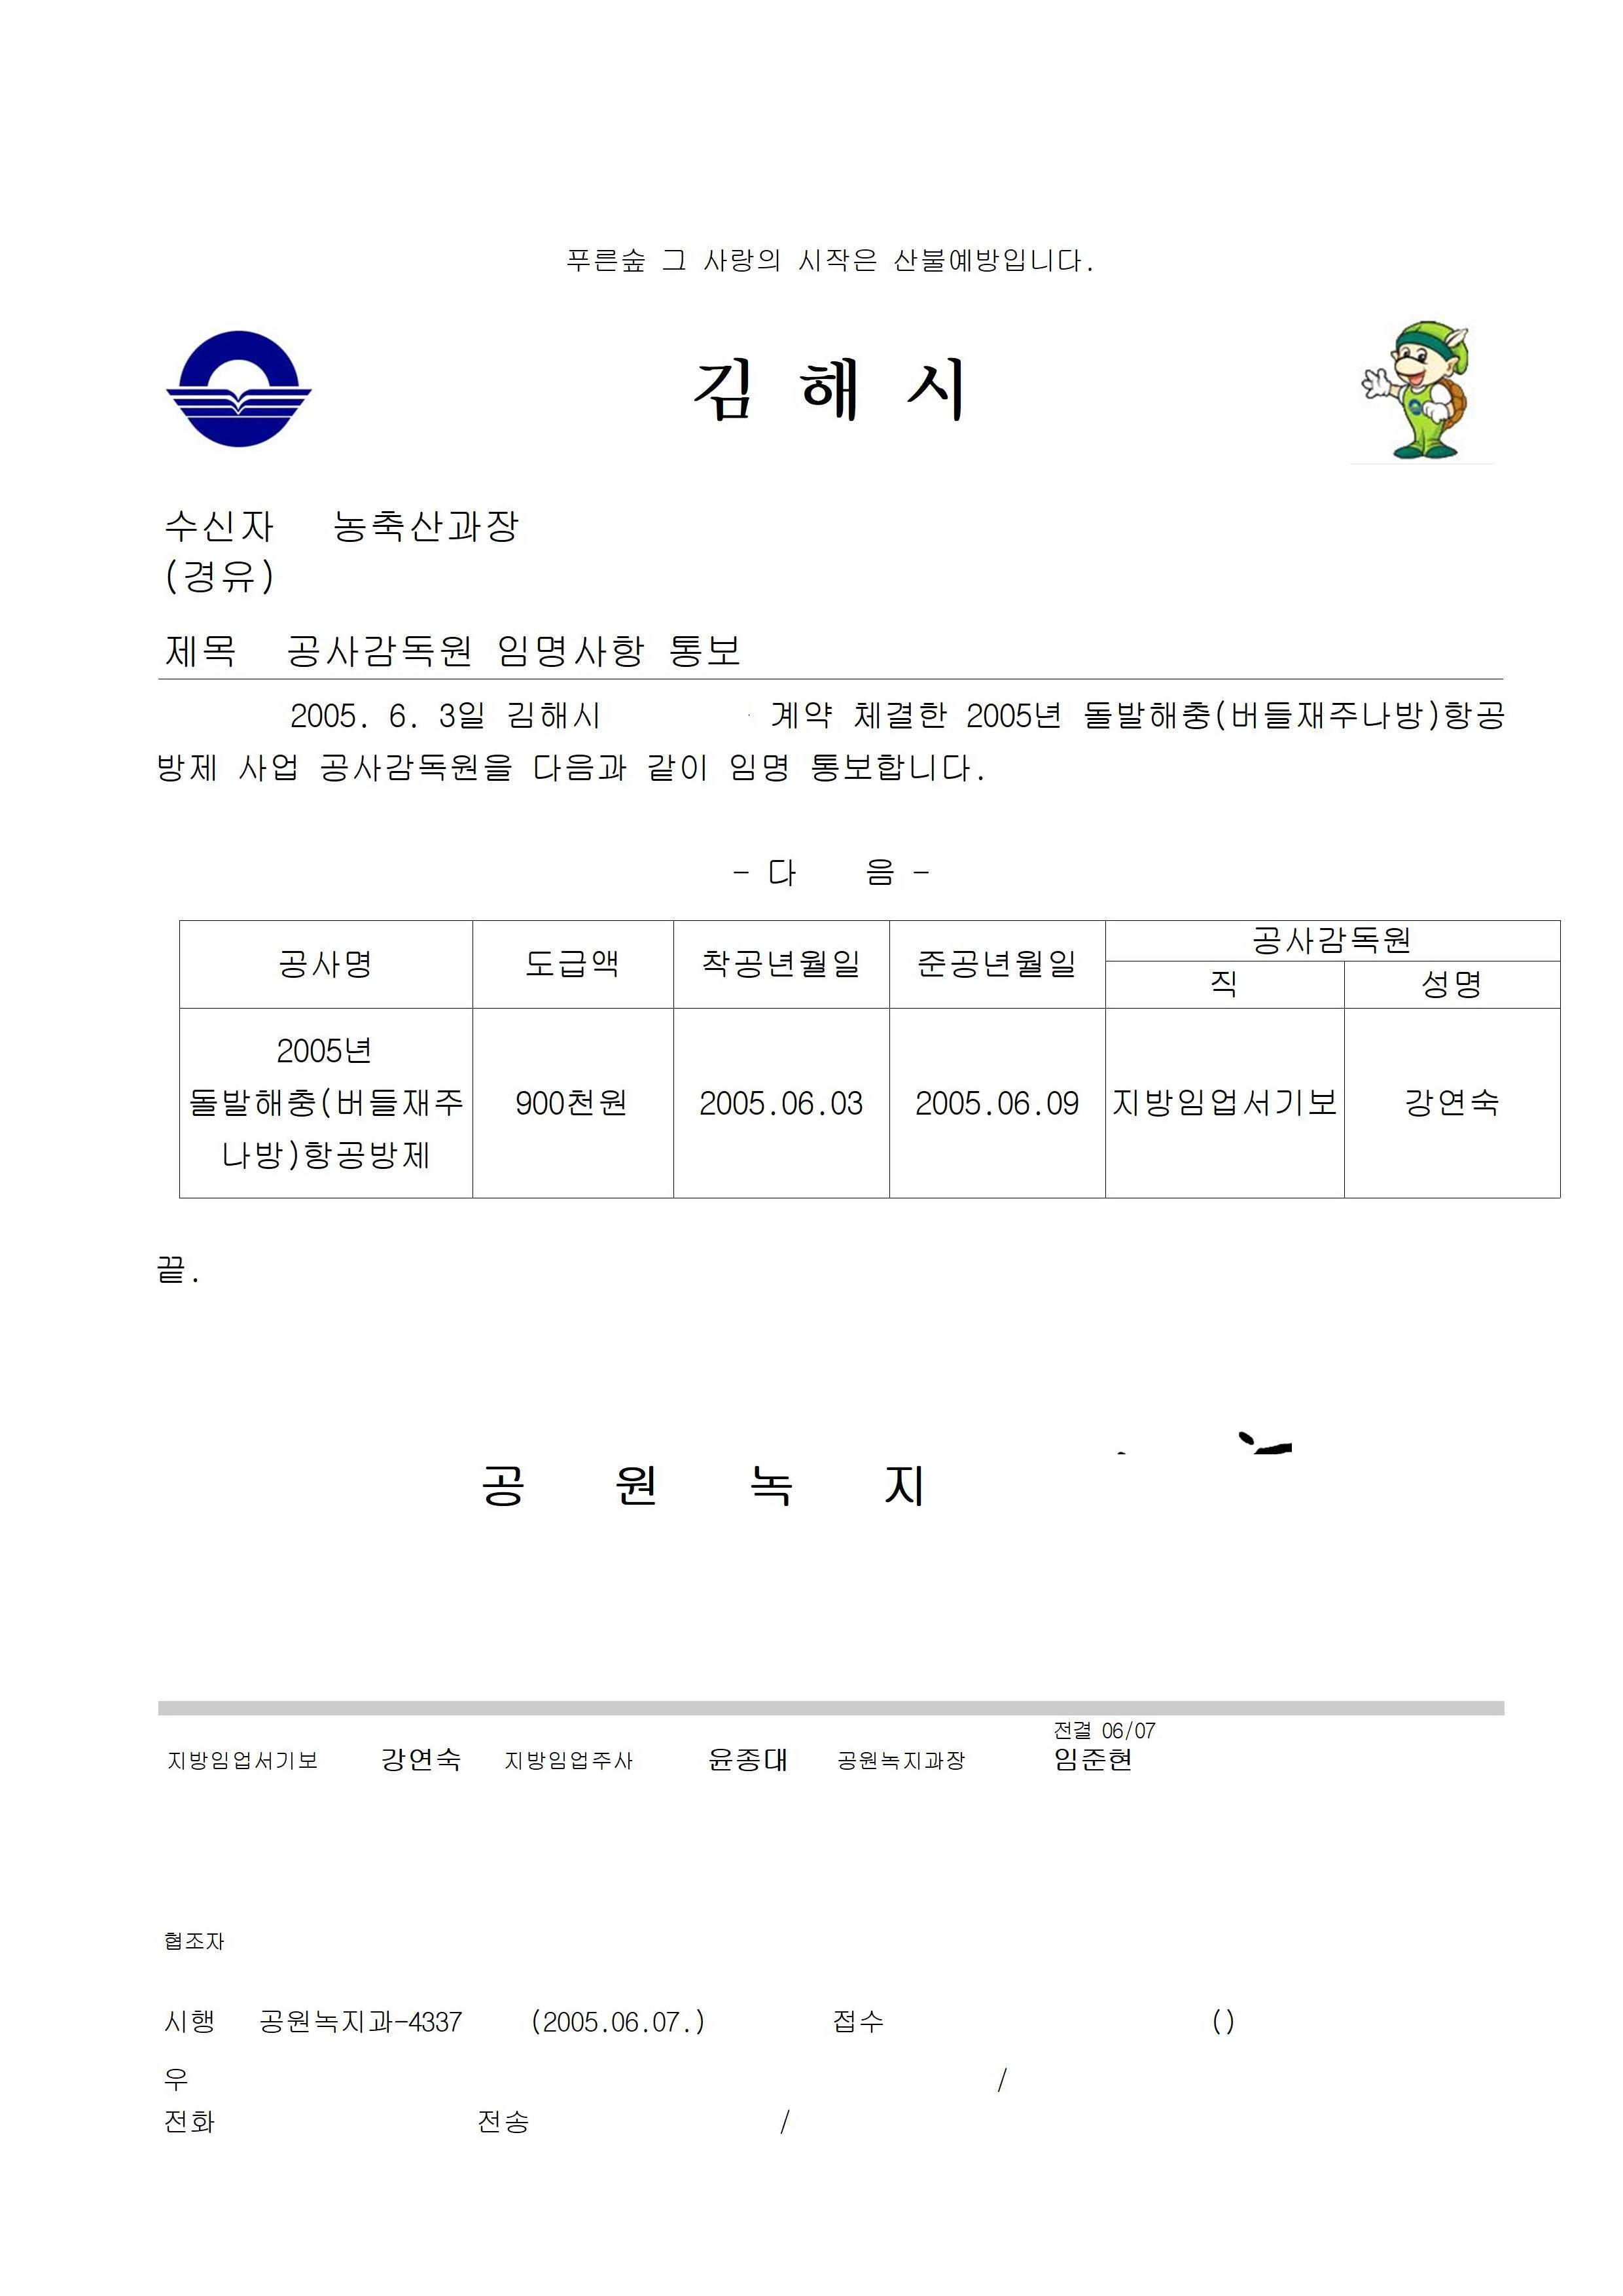 푸른숲 그 사랑의 시작은 산불예방입니다.
김 해 시
수신자 농축산과장
(경유)
제목 공사감독원 임명사항 통보
2005. 6. 3일 김해시 계약 체결한 2005년 돌발해충(버들재주나방)항공
방제 사업 공사감독원을 다음과 같이 임명 통보합니다.
- 다 음 -
공사명 도급액 착공년월일 준공년월일 공사감독원
직 성명
2005년
돌발해충(버들재주
나방)항공방제 900천원 2005.06.03 2005.06.09 지방임업서기보 강연숙
끝.
공 원 녹 지
전결 06/07
지방임업서기보 강연숙 지방임업주사 윤종대 공원녹지과장 임준현
협조자
시행 공원녹지과-4337 (2005.06.07.) 접수 ()
우 /
전화 전송 /